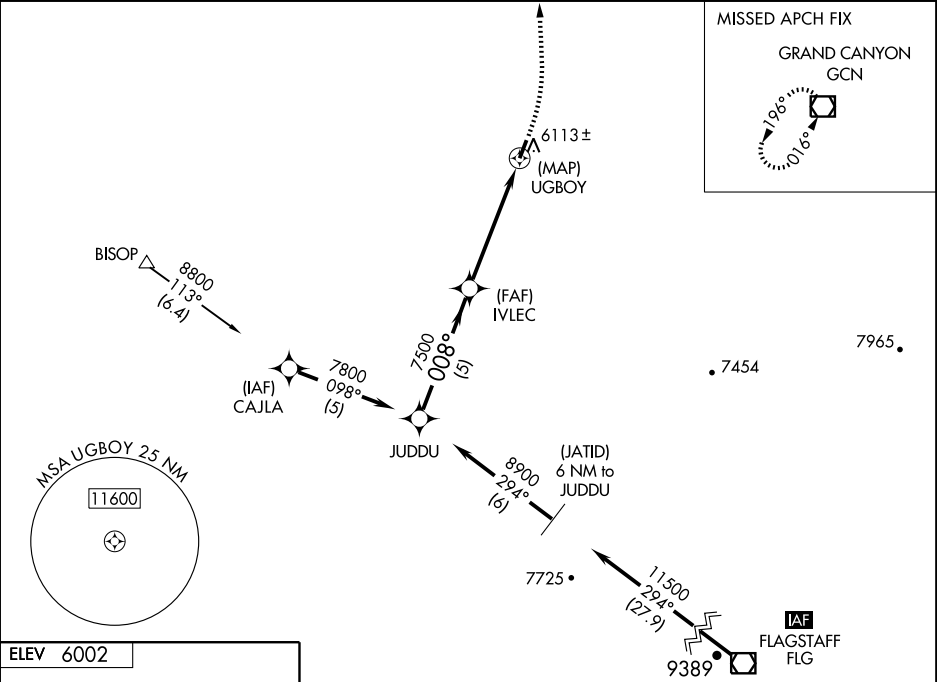 MISSED APCH FIX
GRAND CANYON
GCN
196°
016°
6113±
(MAP)
UGBOY
BISOP
8800
113°
(6.4)
(FAF)
IVLEC
7500
008°
(5)
7965
7454
(IAF)
CAJLA
7800
098°
(5)
JUDDU
(JATID)
6 NM to
JUDDU
8900
294°
(6)
MSA UGBOY 25 NM
11600
7725
11500
294°
(27.9)
IAF
FLAGSTAFF
FLG
9389
ELEV 6002